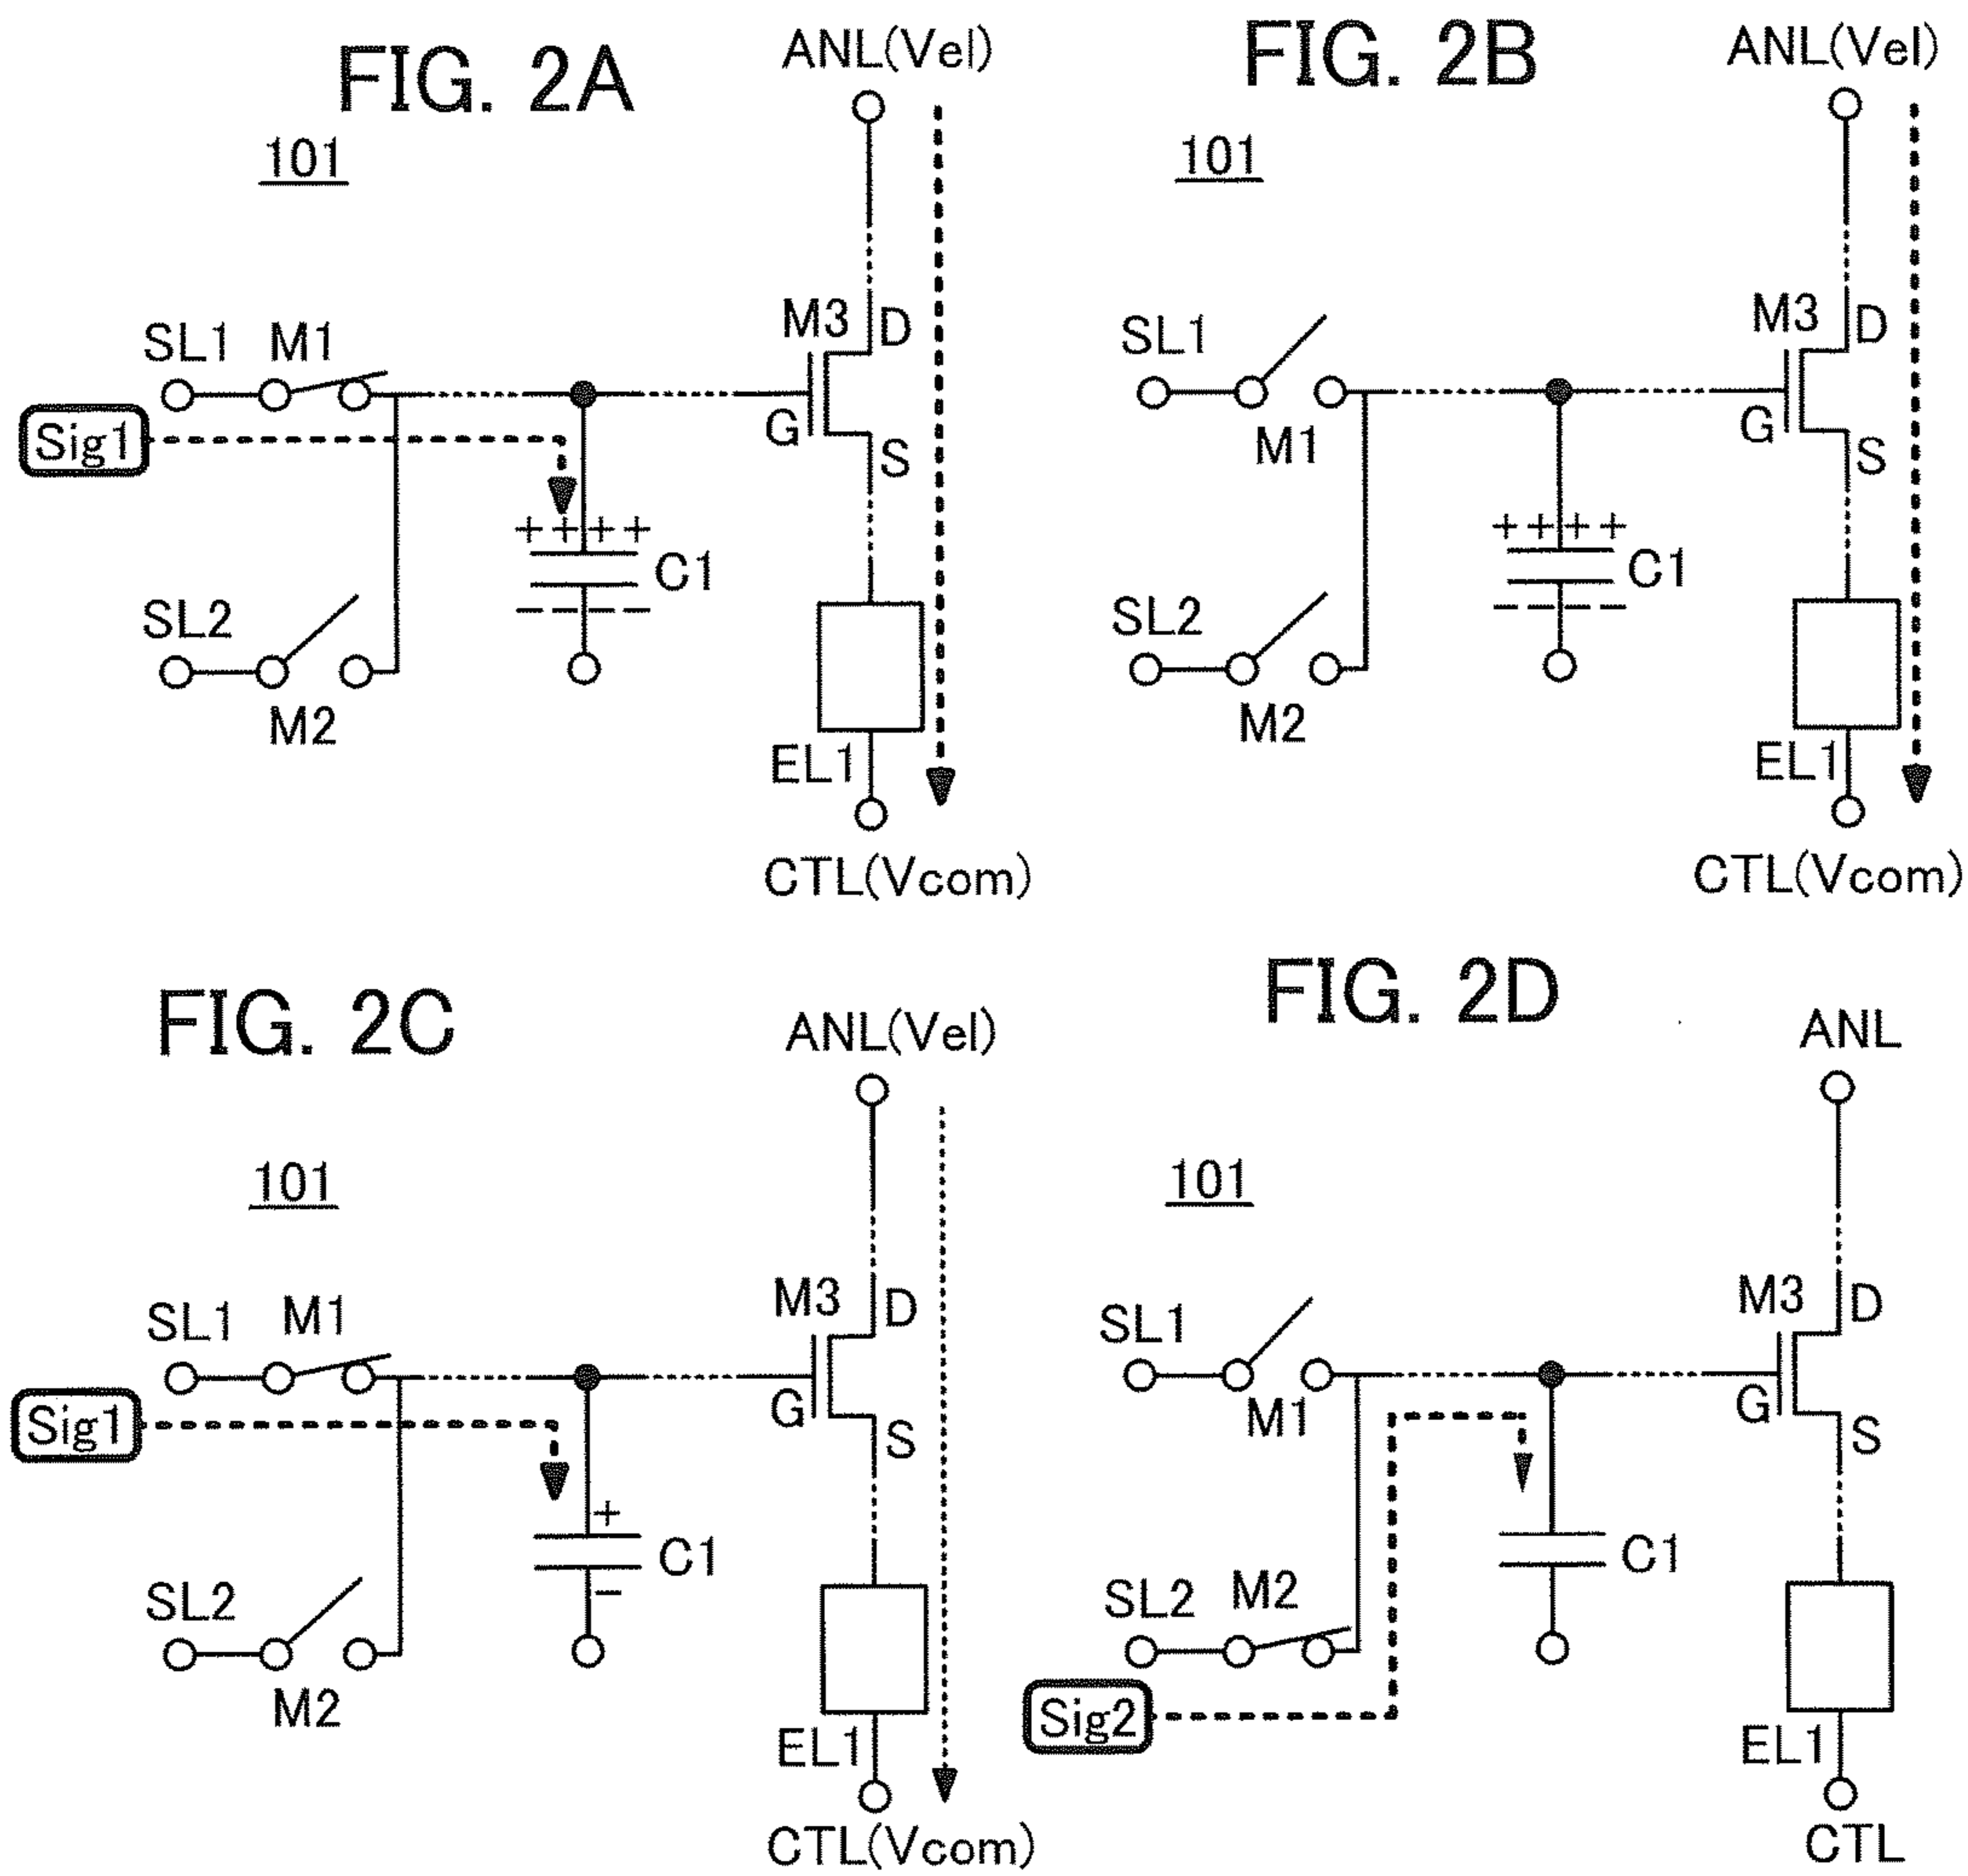 FIG. 2A
ANL(Vel)
101
M3
D
SL1
M1
G
S
Sig1
+ + + +
C1
− − − −
SL2
M2
EL1
CTL(Vcom)
FIG. 2B
ANL(Vel)
101
M3
D
SL1
M1
G
S
+ + + +
C1
− − − −
SL2
M2
EL1
CTL(Vcom)
FIG. 2C
ANL(Vel)
101
M3
D
SL1
M1
G
S
Sig1
+
C1
−
SL2
M2
EL1
CTL(Vcom)
FIG. 2D
ANL
101
M3
D
SL1
M1
G
S
C1
SL2
M2
Sig2
EL1
CTL